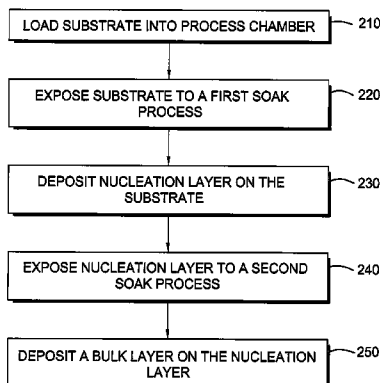 LOAD SUBSTRATE INTO PROCESS CHAMBER
210
EXPOSE SUBSTRATE TO A FIRST SOAK
PROCESS
220
DEPOSIT NUCLEATION LAYER ON THE
SUBSTRATE
230
EXPOSE NUCLEATION LAYER TO A SECOND
SOAK PROCESS
240
DEPOSIT A BULK LAYER ON THE NUCLEATION
LAYER
250